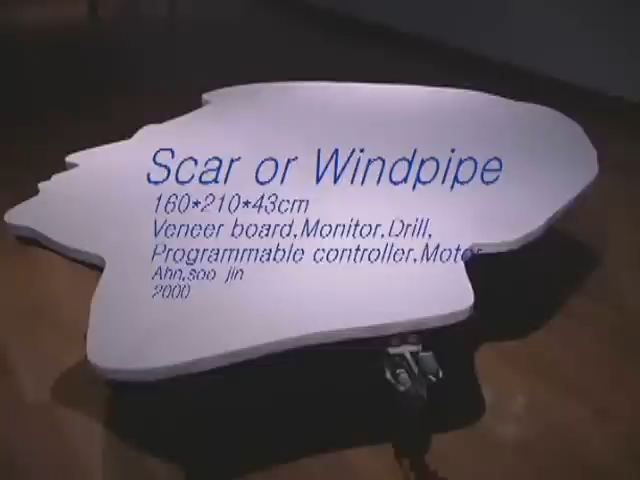 Scar or Windpipe
160*210*43cm
Veneer board,Monitor,Drill,
Programmable controller,Motor
Ahn,soo jin
2000